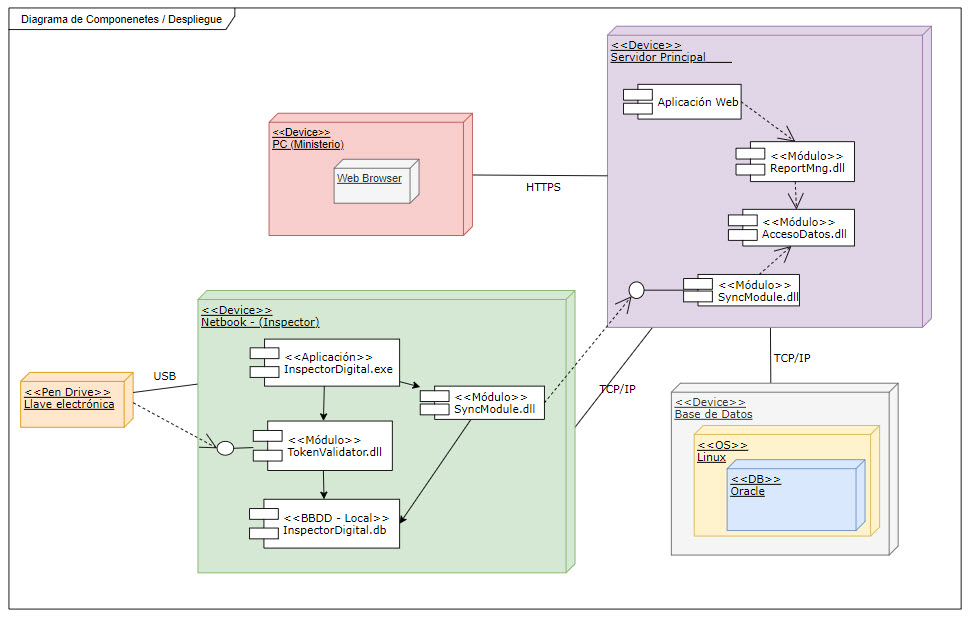 Diagrama de Componenetes / Despliegue
<<Device>>
Servidor Principal
Aplicación Web
<<Módulo>>
ReportMng.dll
<<Módulo>>
AccesoDatos.dll
<<Módulo>>
SyncModule.dll
<<Device>>
PC (Ministerio)
Web Browser
HTTPS
<<Device>>
Netbook - (Inspector)
<<Aplicación>>
InspectorDigital.exe
<<Módulo>>
SyncModule.dll
<<Módulo>>
TokenValidator.dll
<<BBDD - Local>>
InspectorDigital.db
USB
<<Pen Drive>>
Llave electrónica
TCP/IP
TCP/IP
<<Device>>
Base de Datos
<<OS>>
Linux
<<DB>>
Oracle